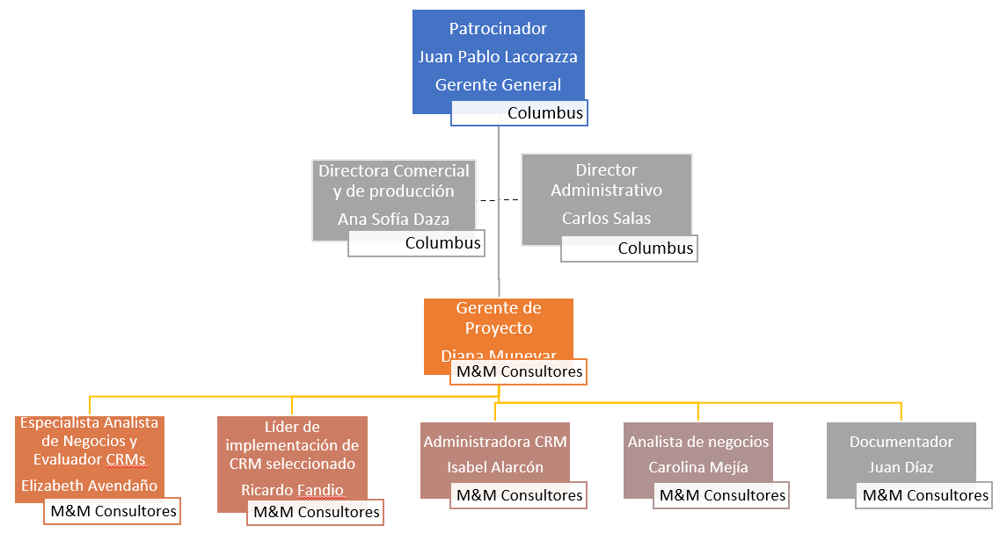 Patrocinador
Juan Pablo Lacorazza
Gerente General
Columbus
Directora Comercial
y de producción
Ana Sofía Daza
Columbus
Director
Administrativo
Carlos Salas
Columbus
Gerente de
Proyecto
Diana Munevar
M&M Consultores
Especialista Analista
de Negocios y
Evaluador CRMs
Elizabeth Avendaño
M&M Consultores
Líder de
implementación de
CRM seleccionado
Ricardo Fandio
M&M Consultores
Administradora CRM
Isabel Alarcón
M&M Consultores
Analista de negocios
Carolina Mejía
M&M Consultores
Documentador
Juan Díaz
M&M Consultores